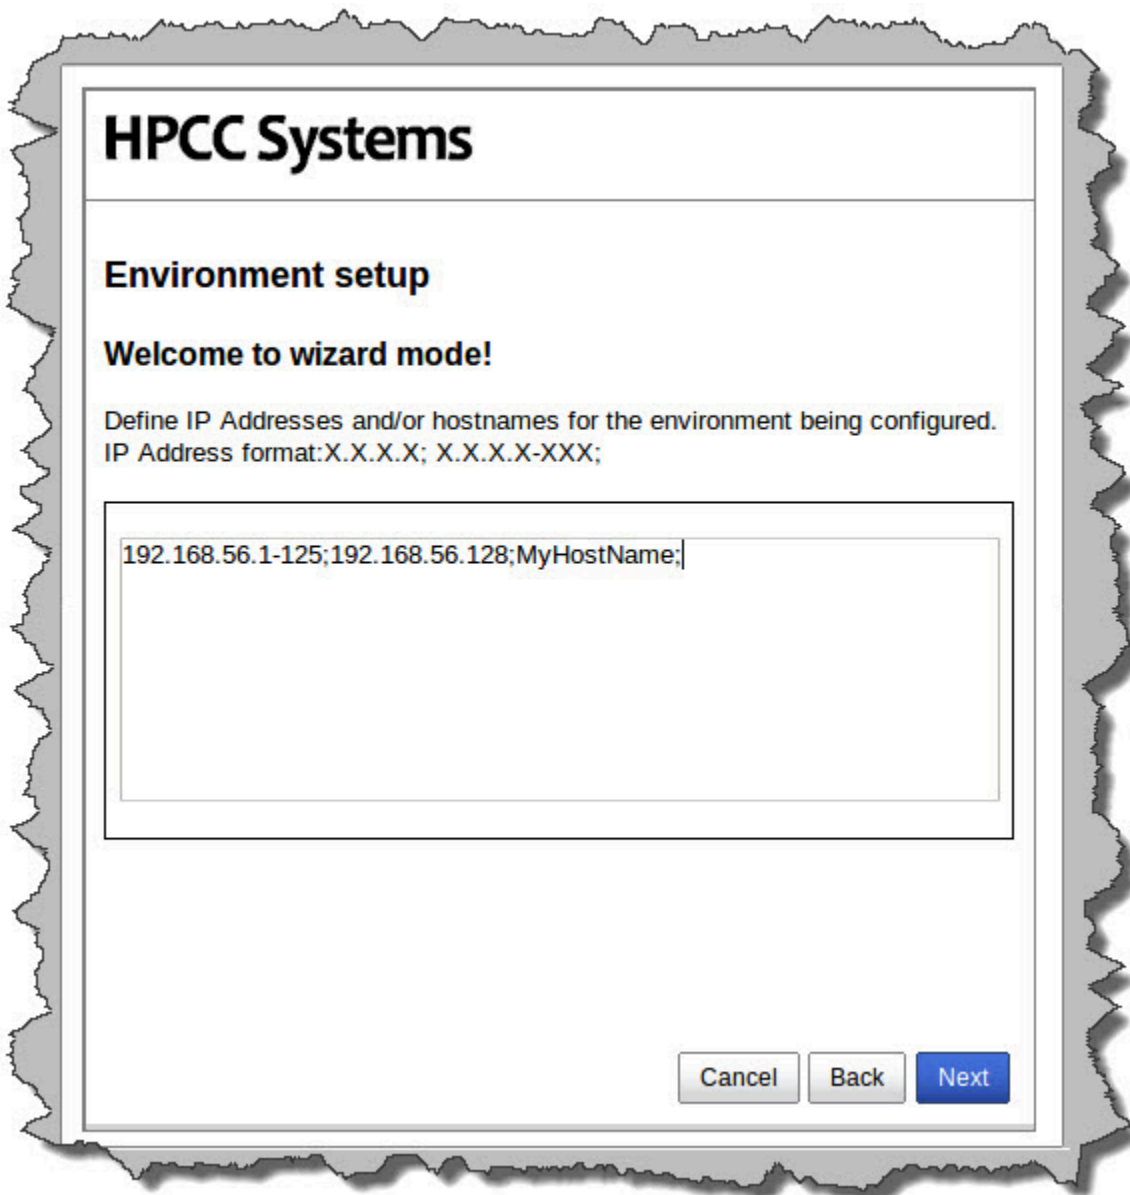 HPCC Systems
Environment setup
Welcome to wizard mode!
Define IP Addresses and/or hostnames for the environment being configured.
IP Address format:X.X.X.X; X.X.X.X-XXX;
192.168.56.1-125;192.168.56.128;MyHostName;
Cancel Back Next